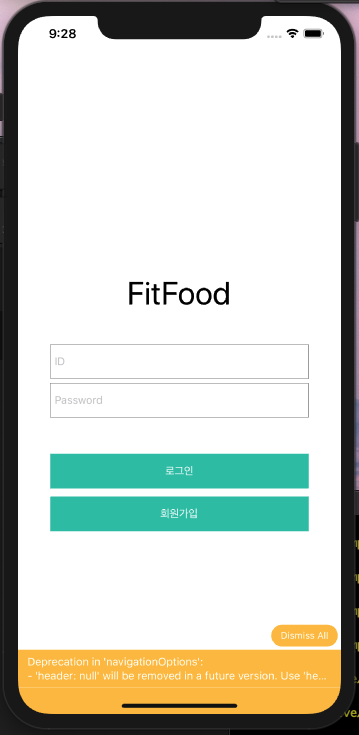 9:28
FitFood
ID
Password
로그인
회원가입
Dismiss All
Deprecation in 'navigationOptions':
- 'header: null' will be removed in a future version. Use 'he...